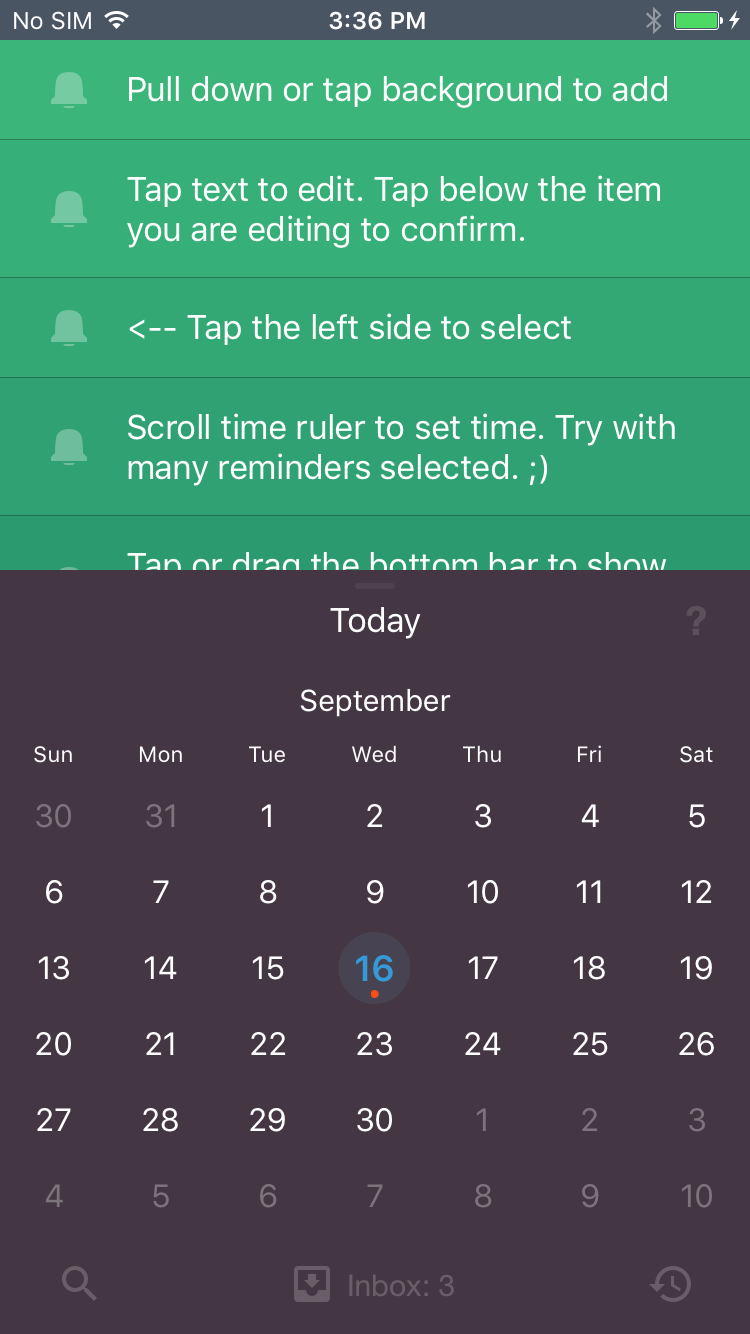 No SIM 3:36 PM
Pull down or tap background to add
Tap text to edit. Tap below the item
you are editing to confirm.
<-- Tap the left side to select
Scroll time ruler to set time. Try with
many reminders selected. ;)
Tap or drag the bottom bar to show
Today ?
September
Sun Mon Tue Wed Thu Fri Sat
30 31 1 2 3 4 5
6 7 8 9 10 11 12
13 14 15 16 17 18 19
20 21 22 23 24 25 26
27 28 29 30 1 2 3
4 5 6 7 8 9 10
Inbox: 3